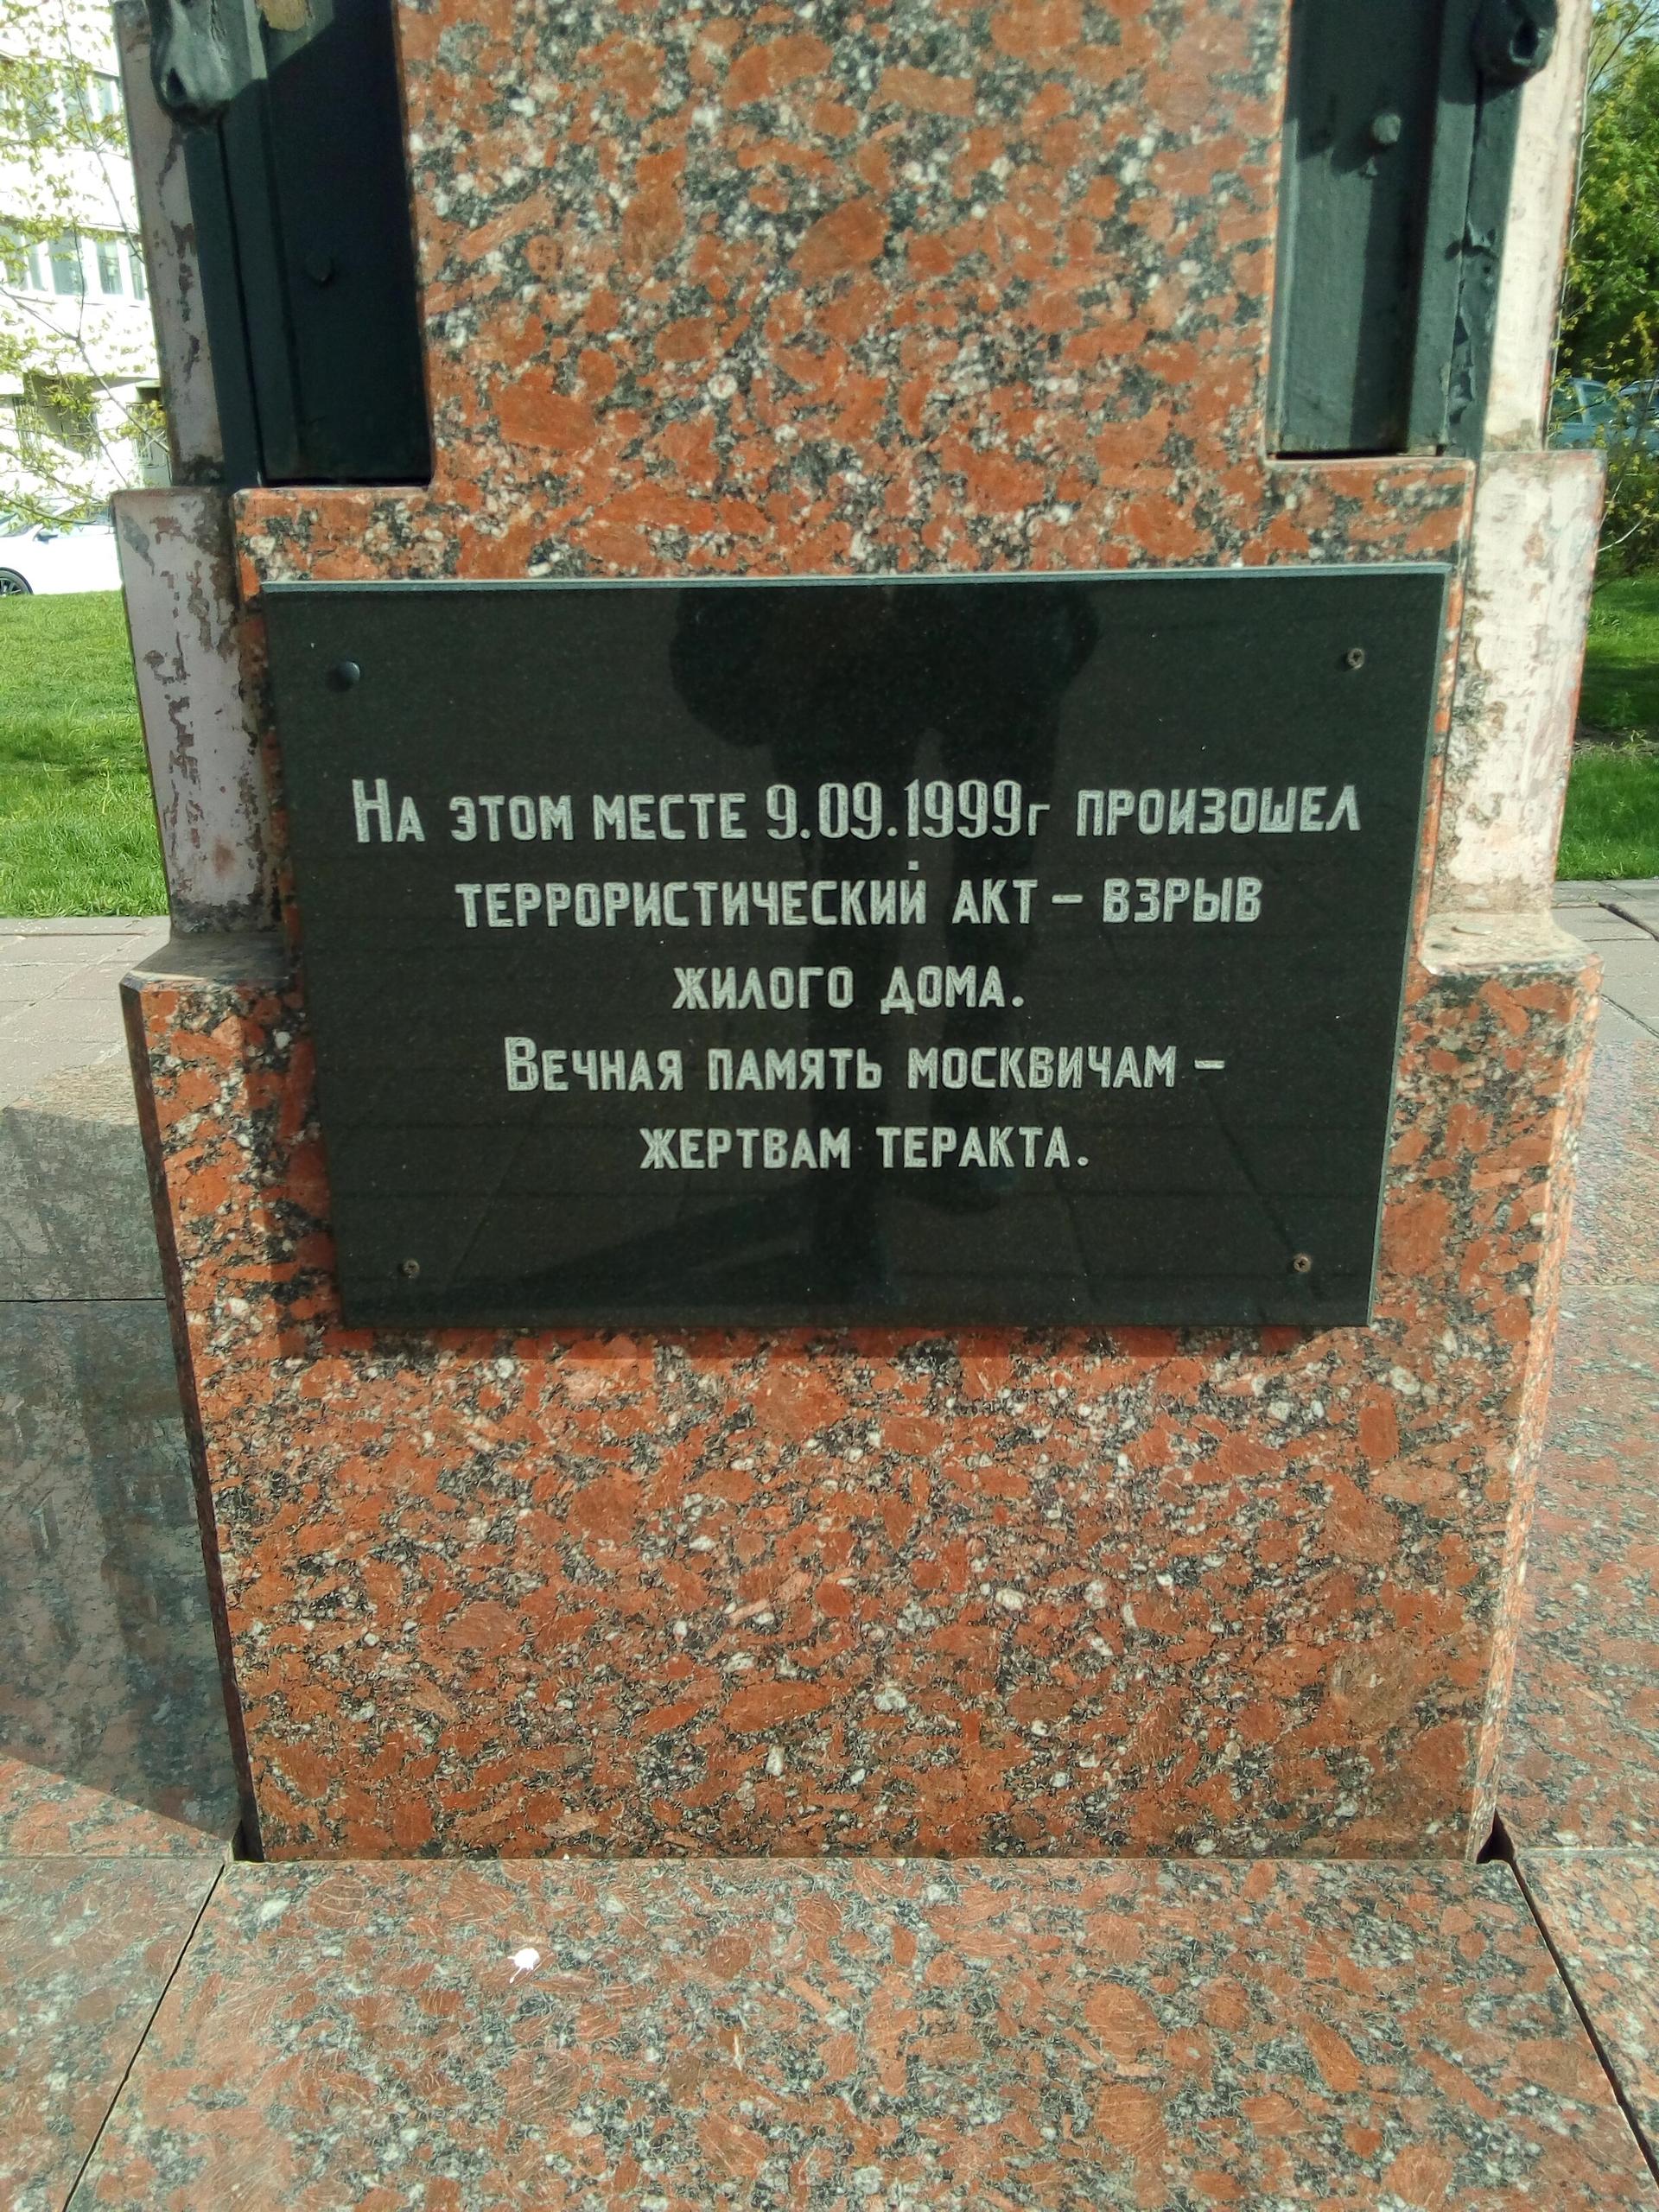 На этом месте 9.09.1999г произошел
террористический акт – взрыв
жилого дома.
Вечная память москвичам –
жертвам теракта.